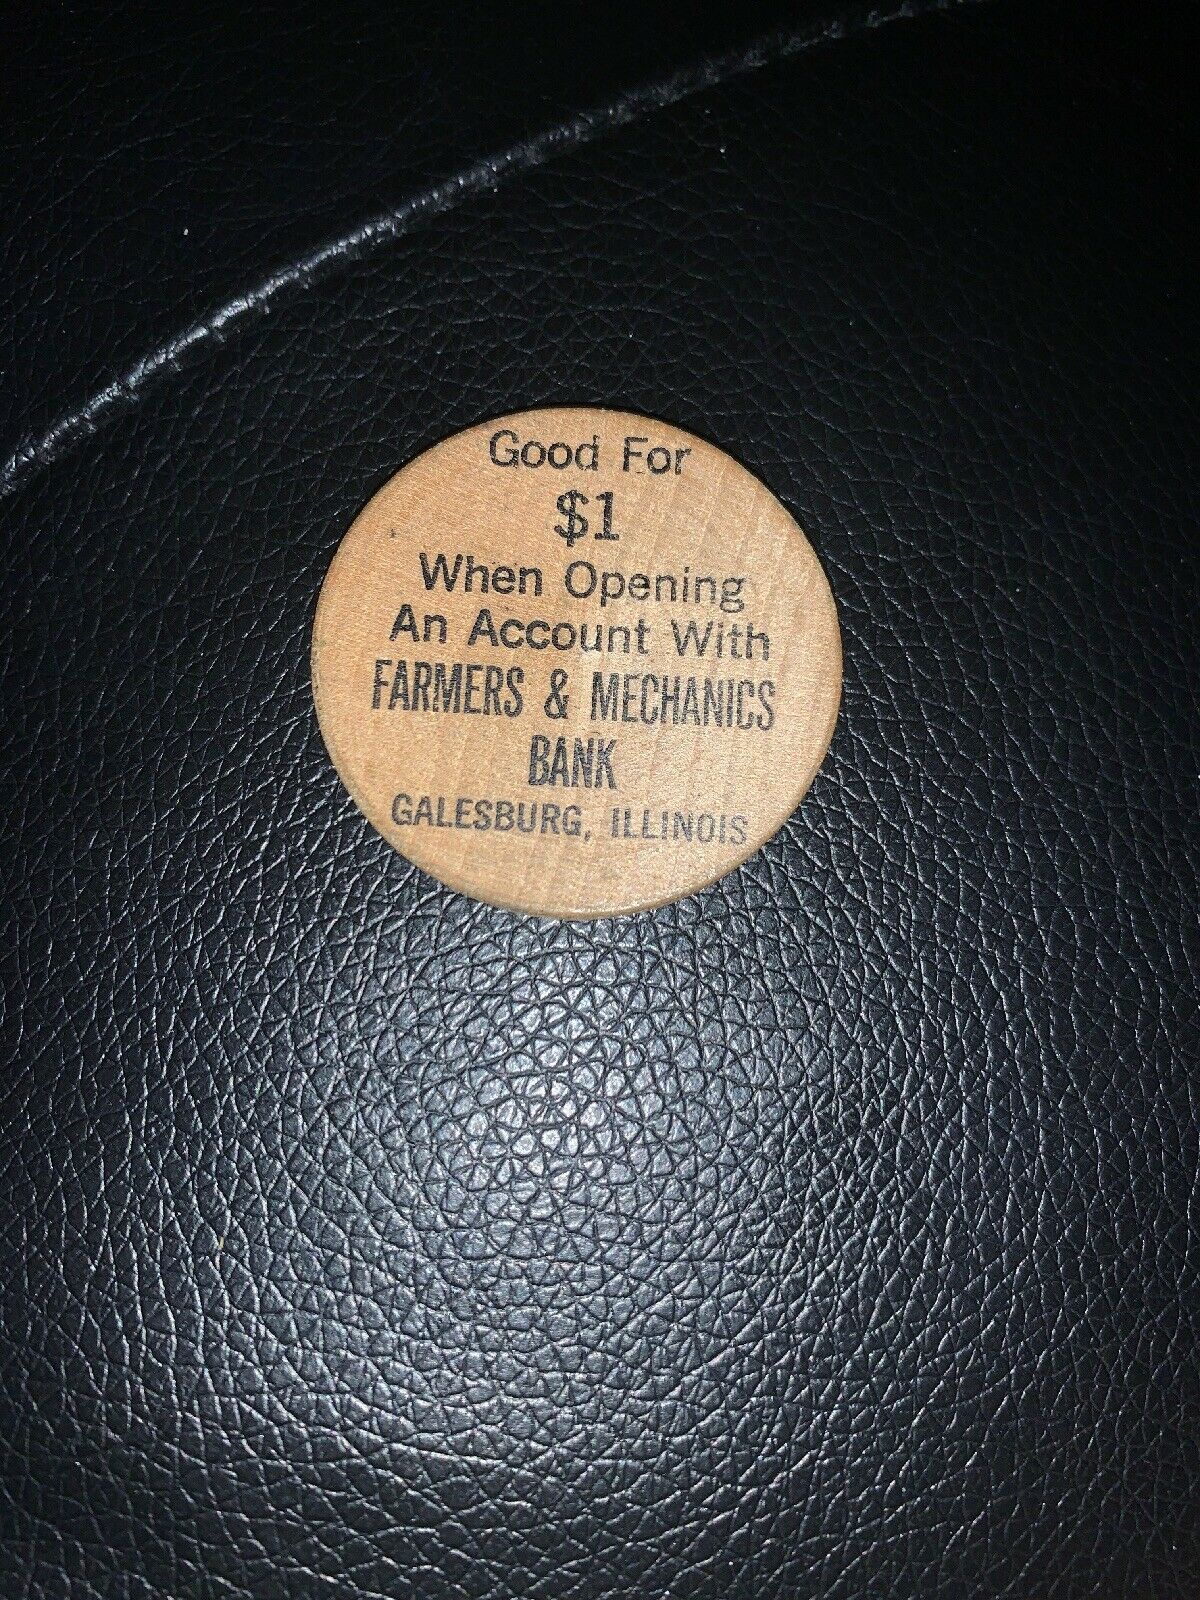 Good For
$1
When Opening
An Account With
FARMERS & MECHANICS
BANK
GALESBURG, ILLINOIS